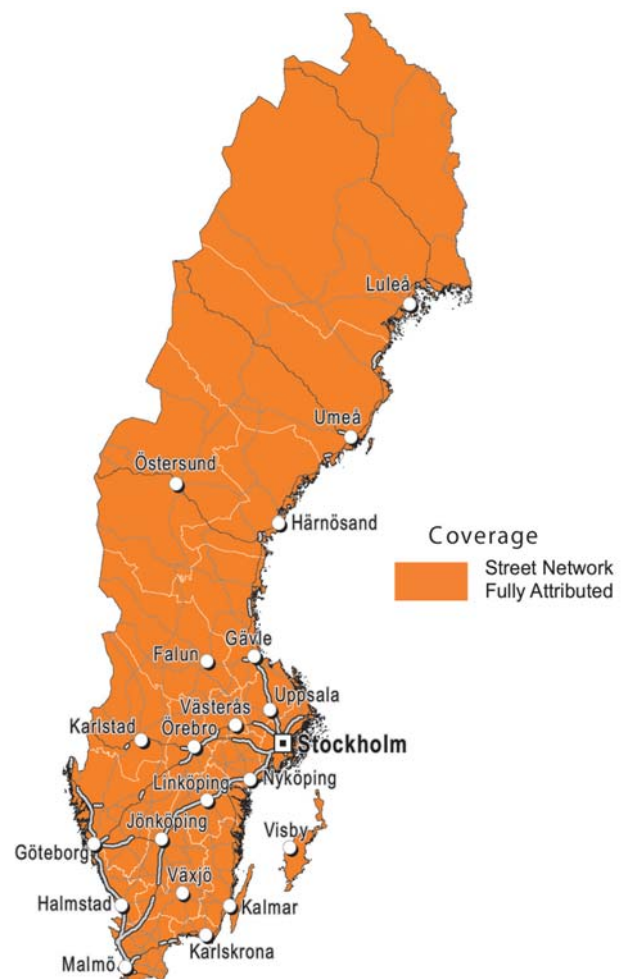 Luleå
Umeå
Östersund
Härnösand
Coverage
Street Network
Fully Attributed
Gävle
Falun
Uppsala
Västerås
Karlstad
Örebro
Stockholm
Nyköping
Linköping
Jönköping
Visby
Göteborg
Växjö
Halmstad
Kalmar
Karlskrona
Malmö